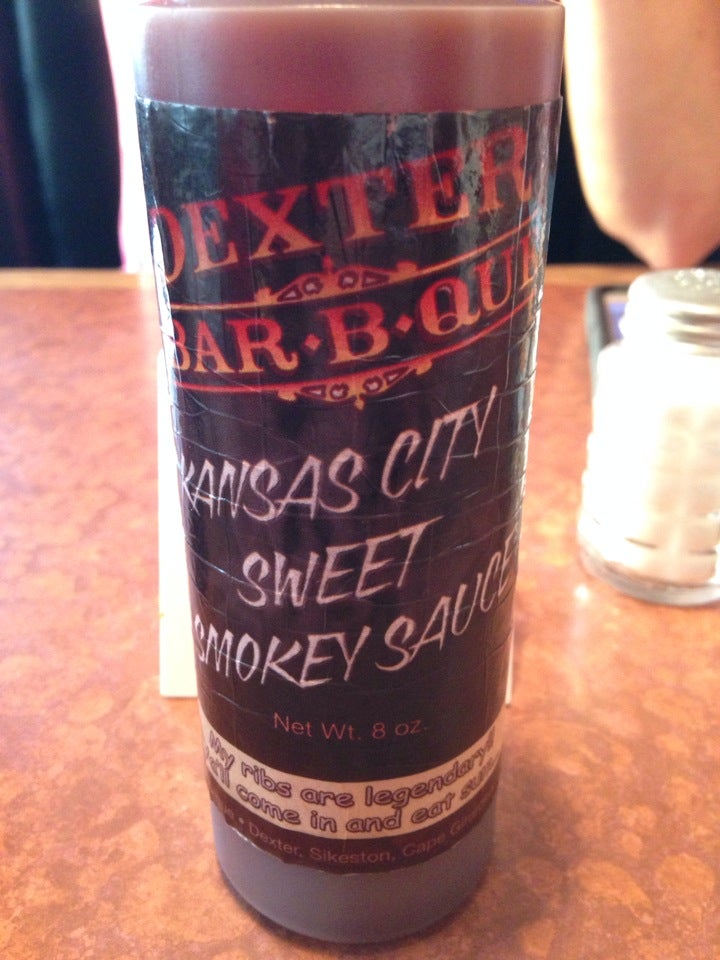 DEXTER
BAR·B·QUE
KANSAS CITY
SWEET
SMOKEY SAUCE
Net Wt. 8 oz.
My ribs are legendary!!
come in and eat sum
• Dexter, Sikeston, Cape